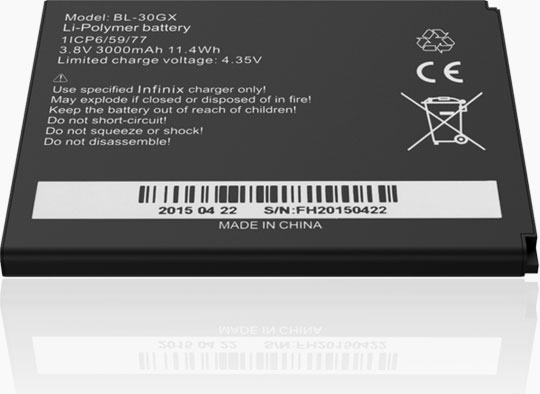 Model: BL-30GX
Li-Polymer battery
1ICP6/59/77
3.8V 3000mAh 11.4Wh
Limited charge voltage: 4.35V
Use specified Infinix charger only!
May explode if closed or disposed of in fire!
Keep the battery out of reach of children!
Do not short-circuit!
Do not squeeze or shock!
CE
2015 04 22 S/N:FH20150422
MADE IN CHINA